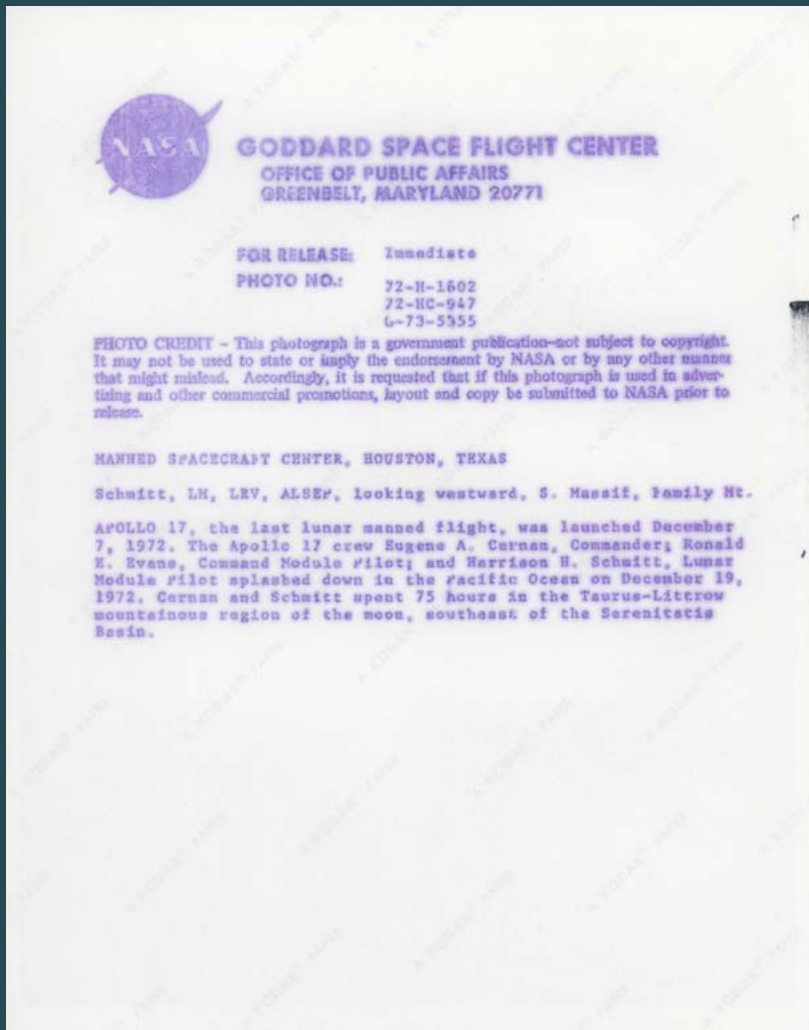 NASA
GODDARD SPACE FLIGHT CENTER
OFFICE OF PUBLIC AFFAIRS
GREENBELT, MARYLAND 20771
FOR RELEASE: Immediate
PHOTO NO.: 72-H-1602
72-HC-947
G-73-5355
PHOTO CREDIT – This photograph is a government publication–not subject to copyright.
It may not be used to state or imply the endorsement by NASA or by any other manner
that might mislead. Accordingly, it is requested that if this photograph is used in adver-
tising and other commercial promotions, layout and copy be submitted to NASA prior to
release.
MANNED SPACECRAFT CENTER, HOUSTON, TEXAS
Schmitt, LM, LRV, ALSEP, looking westward, S. Massif, Family Mt.
APOLLO 17, the last lunar manned flight, was launched December
7, 1972. The Apollo 17 crew Eugene A. Cernan, Commander; Ronald
E. Evans, Command Module Pilot; and Harrison H. Schmitt, Lunar
Module Pilot splashed down in the Pacific Ocean on December 19,
1972. Cernan and Schmitt spent 75 hours in the Taurus-Littrow
mountainous region of the moon, southeast of the Serenitatis
Basin.